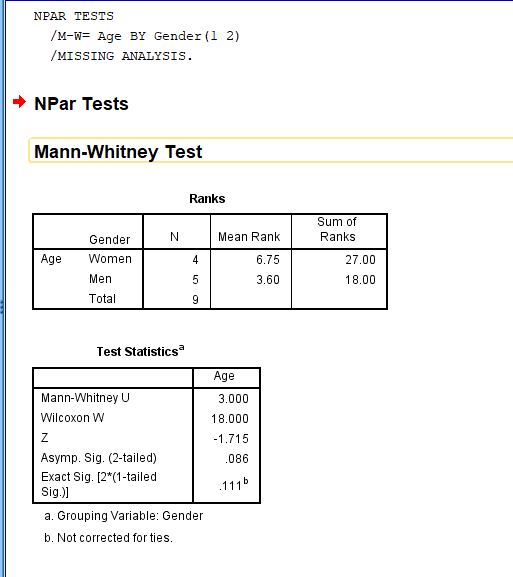 NPAR TESTS
/M-W= Age BY Gender(1 2)
/MISSING ANALYSIS.
NPar Tests
Mann-Whitney Test
Ranks
Gender N Mean Rank Sum of Ranks
Age Women 4 6.75 27.00
Men 5 3.60 18.00
Total 9
Test Statisticsa
Age
Mann-Whitney U 3.000
Wilcoxon W 18.000
Z -1.715
Asymp. Sig. (2-tailed) .086
Exact Sig. [2*(1-tailed Sig.)] .111b
a. Grouping Variable: Gender
b. Not corrected for ties.